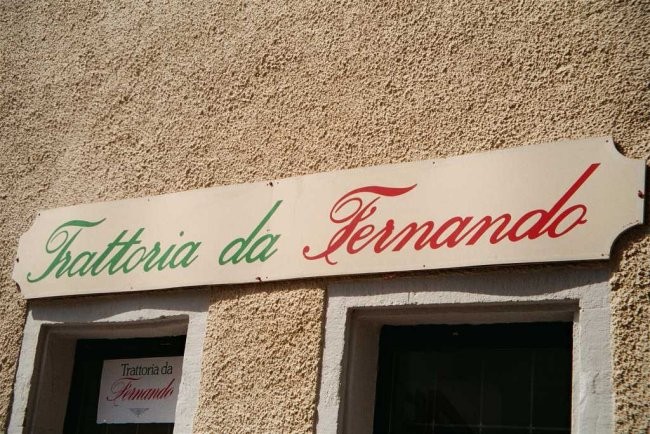 Trattoria da Fernando
Trattoria da
Fernando